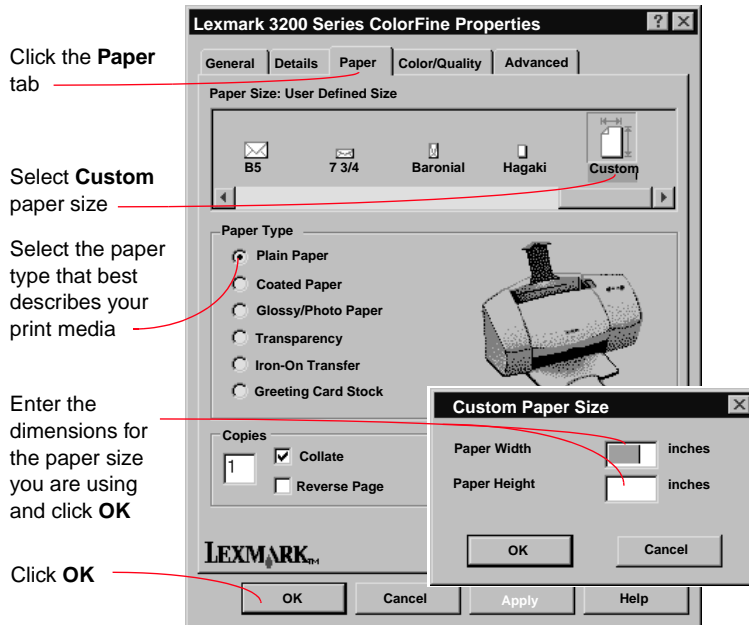 Lexmark 3200 Series ColorFine Properties
Click the Paper
tab
General Details Paper Color/Quality Advanced
Paper Size: User Defined Size
B5 7 3/4 Baronial Hagaki Custom
Select Custom
paper size
Select the paper
type that best
describes your
print media
Paper Type
Plain Paper
Coated Paper
Glossy/Photo Paper
Transparency
Iron-On Transfer
Greeting Card Stock
Enter the
dimensions for
the paper size
you are using
and click OK
Custom Paper Size
Paper Width inches
Paper Height inches
OK Cancel
Copies
1
Collate
Reverse Page
LEXMARK™
Click OK
OK Cancel Apply Help